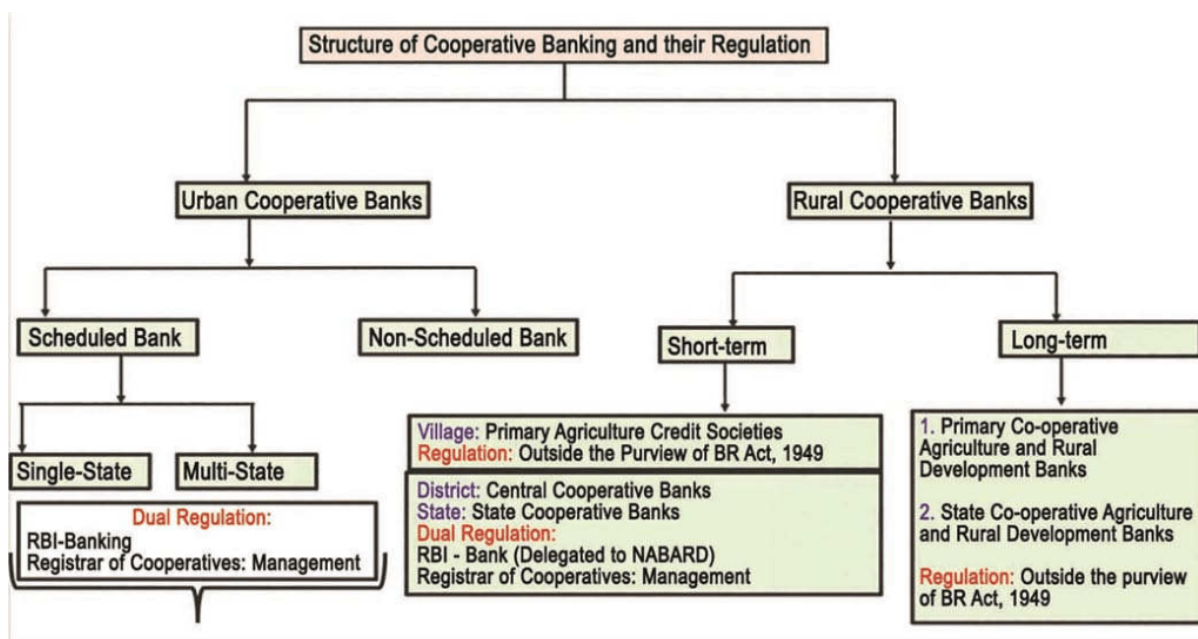 Structure of Cooperative Banking and their Regulation
Urban Cooperative Banks
Rural Cooperative Banks
Scheduled Bank
Non-Scheduled Bank
Short-term
Long-term
Single-State
Multi-State
Dual Regulation:
RBI-Banking
Registrar of Cooperatives: Management
Village: Primary Agriculture Credit Societies
Regulation: Outside the Purview of BR Act, 1949
District: Central Cooperative Banks
State: State Cooperative Banks
Dual Regulation:
RBI - Bank (Delegated to NABARD)
Registrar of Cooperatives: Management
1. Primary Co-operative
Agriculture and Rural
Development Banks
2. State Co-operative Agriculture
and Rural Development Banks
Regulation: Outside the purview
of BR Act, 1949